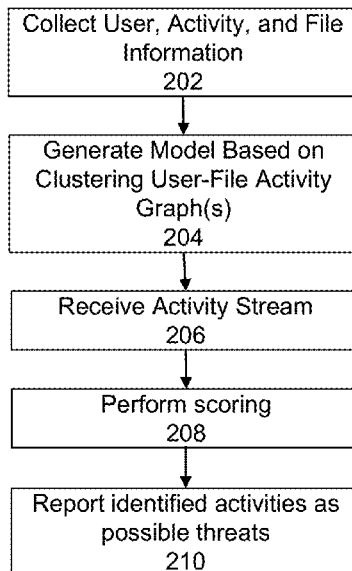 Collect User, Activity, and File
Information
202
Generate Model Based on
Clustering User-File Activity
Graph(s)
204
Receive Activity Stream
206
Perform scoring
208
Report identified activities as
possible threats
210